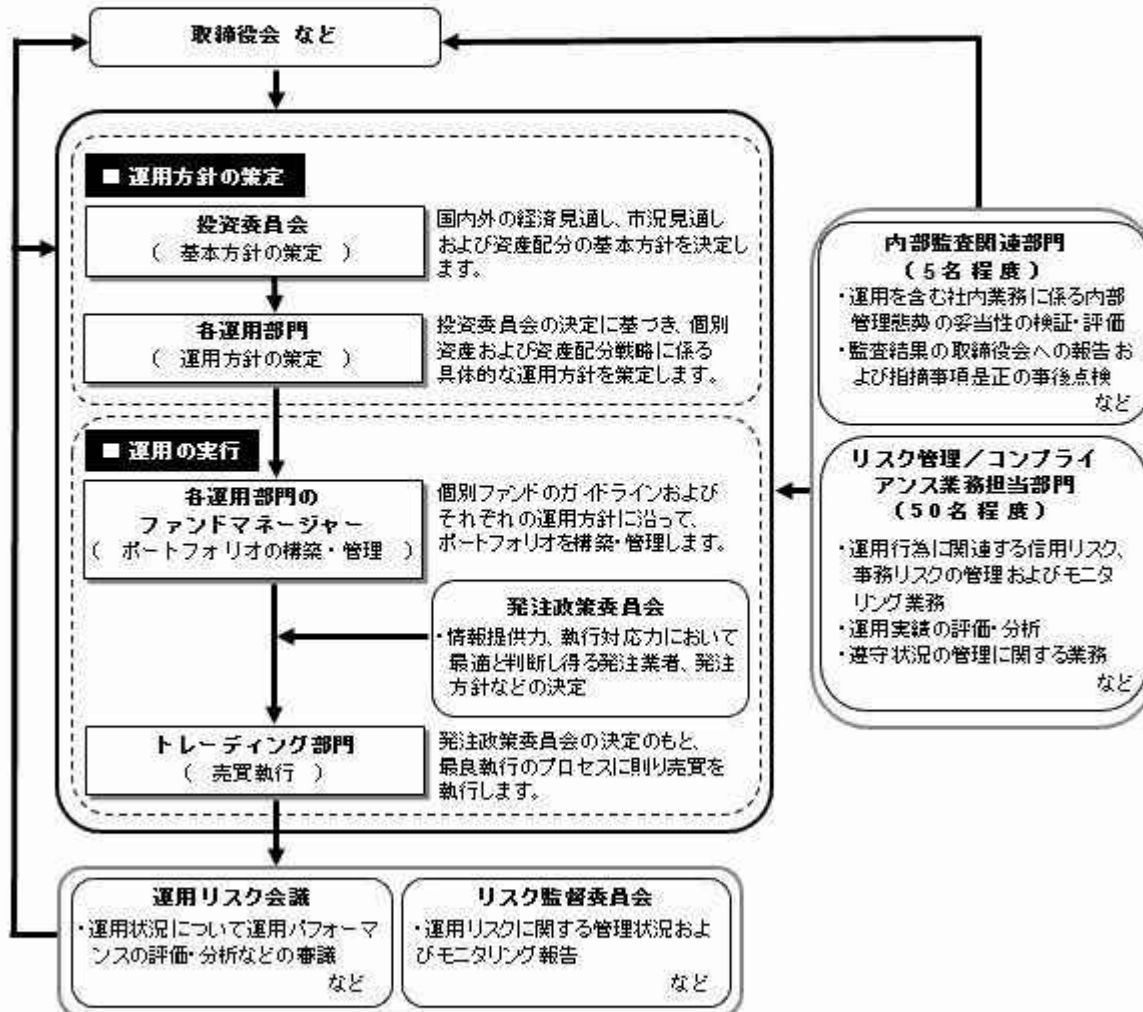 取締役会 など
■ 運用方針の策定
投資委員会
( 基本方針の策定 )
国内外の経済見通し、市況見通し
および資産配分の基本方針を決定し
ます。
各運用部門
( 運用方針の策定 )
投資委員会の決定に基づき、個別
資産および資産配分戦略に係る
具体的な運用方針を策定します。
■ 運用の実行
各運用部門の
ファンドマネージャー
( ポートフォリオの構築・管理 )
個別ファンドのガイドラインおよび
それぞれの運用方針に沿って、
ポートフォリオを構築・管理します。
発注政策委員会
・情報提供力、執行対応力において
最適と判断し得る発注業者、発注
方針などの決定
トレーディング部門
( 売買執行 )
発注政策委員会の決定のもと、
最良執行のプロセスに則り売買を
執行します。
内部監査関連部門
(5名程度)
・運用を含む社内業務に係る内部
管理態勢の妥当性の検証・評価
・監査結果の取締役会への報告お
よび指摘事項是正の事後点検
など
リスク管理／コンプライ
アンス業務担当部門
(50名程度)
・運用行為に関連する信用リスク、
事務リスクの管理およびモニタ
リング業務
・運用実績の評価・分析
・遵守状況の管理に関する業務
など
運用リスク会議
・運用状況について運用パフォーマ
ンスの評価・分析などの審議
など
リスク監督委員会
・運用リスクに関する管理状況およ
びモニタリング報告
など